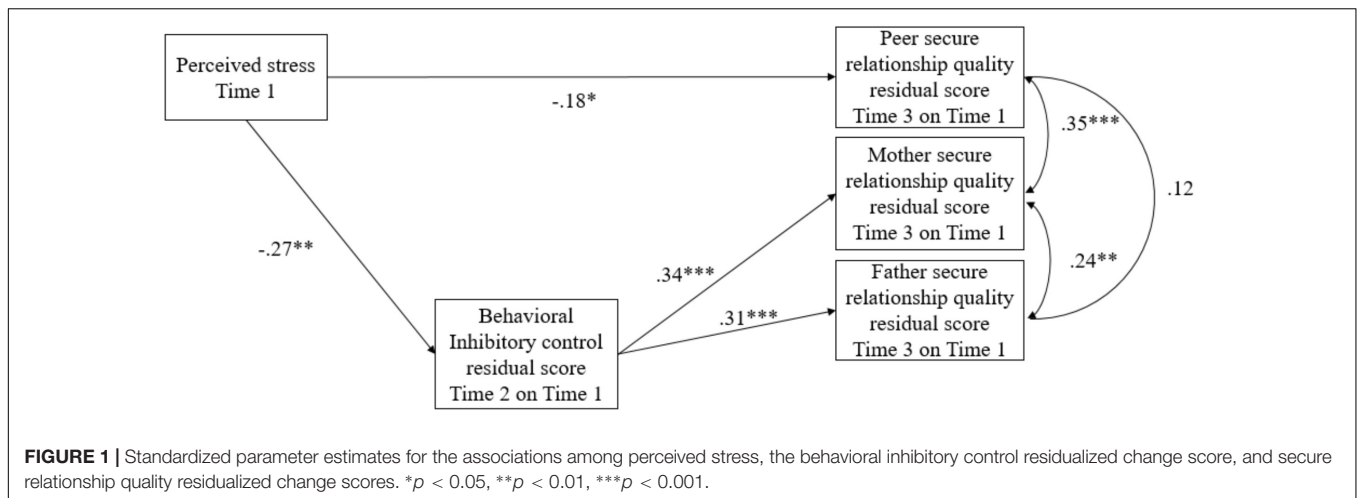 Perceived stress
Time 1
Peer secure
relationship quality
residual score
Time 3 on Time 1
-.18*
.35***
Mother secure
relationship quality
residual score
Time 3 on Time 1
.12
-.27**
.34***
.24**
Father secure
relationship quality
residual score
Time 3 on Time 1
.31***
Behavioral
Inhibitory control
residual score
Time 2 on Time 1
FIGURE 1 | Standardized parameter estimates for the associations among perceived stress, the behavioral inhibitory control residualized change score, and secure
relationship quality residualized change scores. *p < 0.05, **p < 0.01, ***p < 0.001.